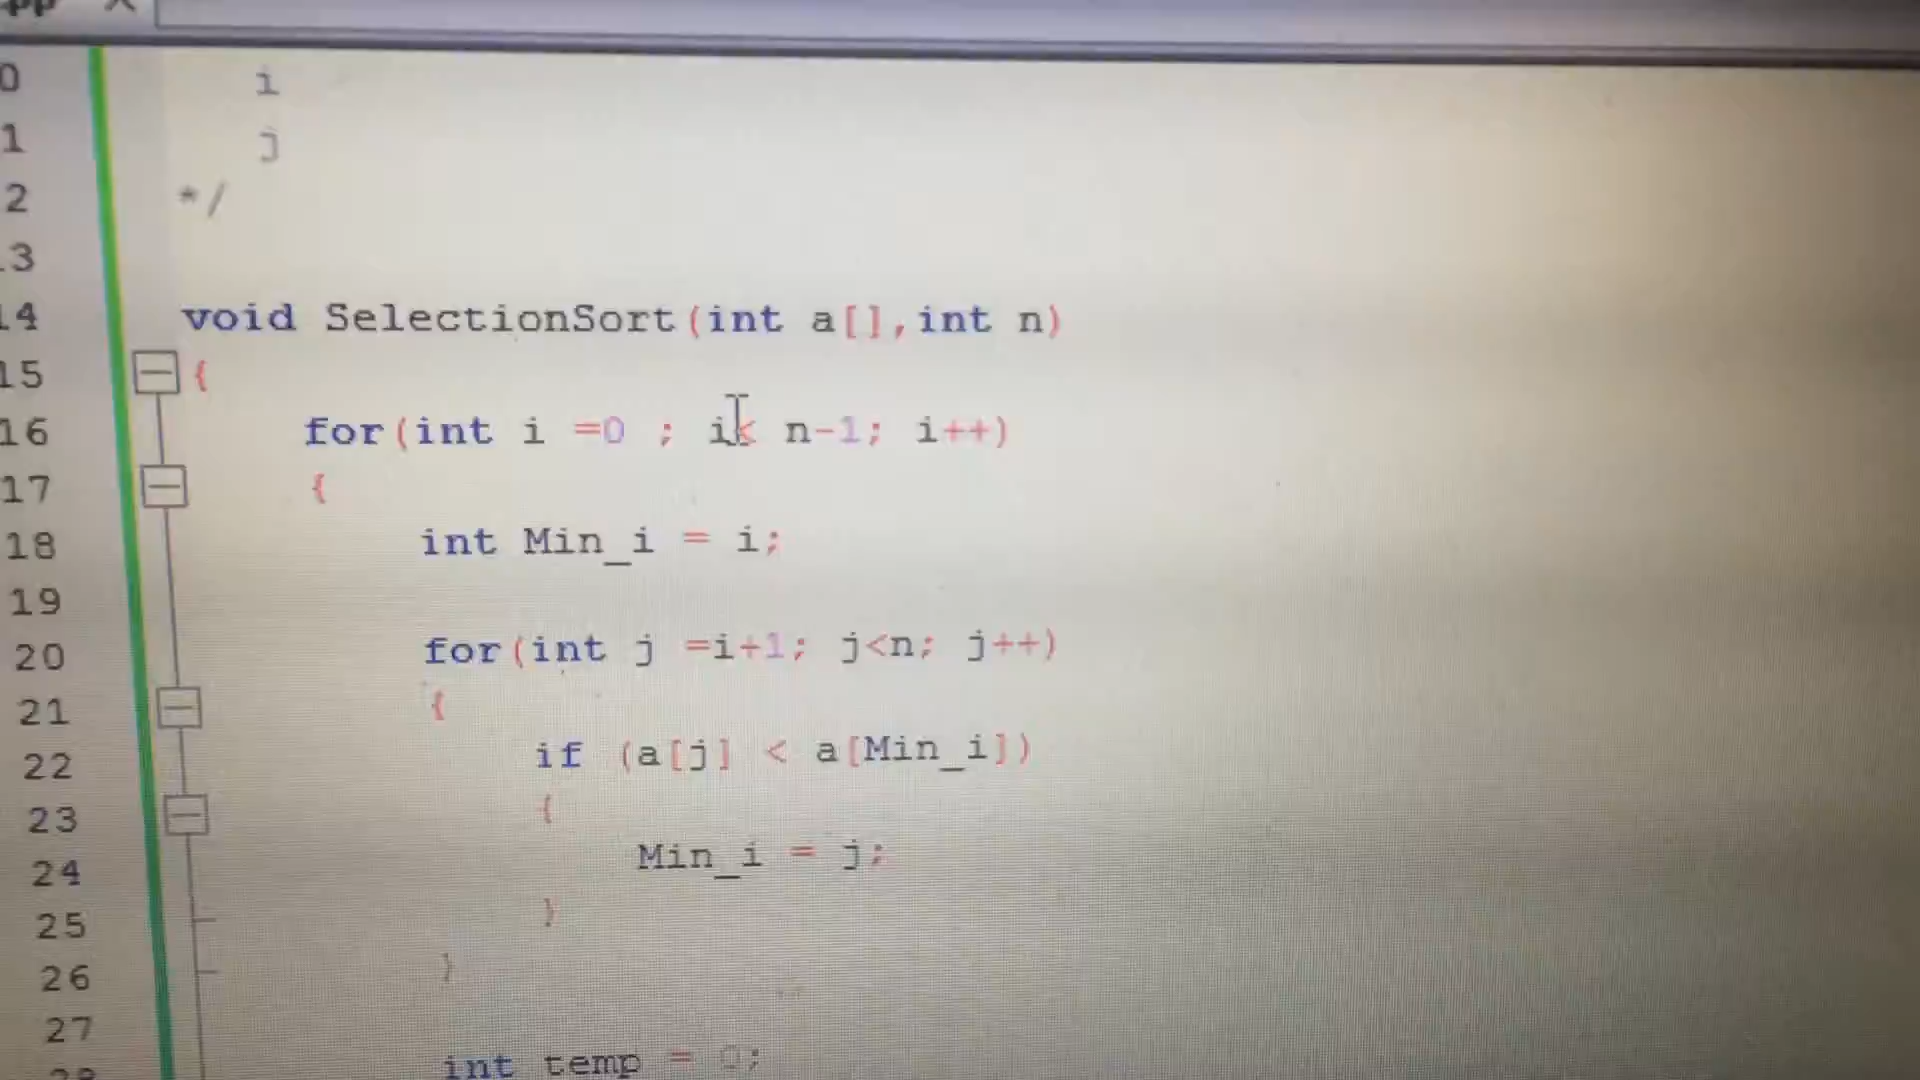 0 i
1 j
2 */
3
14 void SelectionSort(int a[],int n)
15 {
16 for(int i =0 ; i< n-1; i++)
17 {
18 int Min_i = i;
19
20 for(int j =i+1; j<n; j++)
21 {
22 if (a[j] < a[Min_i])
23 {
24 Min_i = j;
25 }
26 }
27
28 int temp = 0;